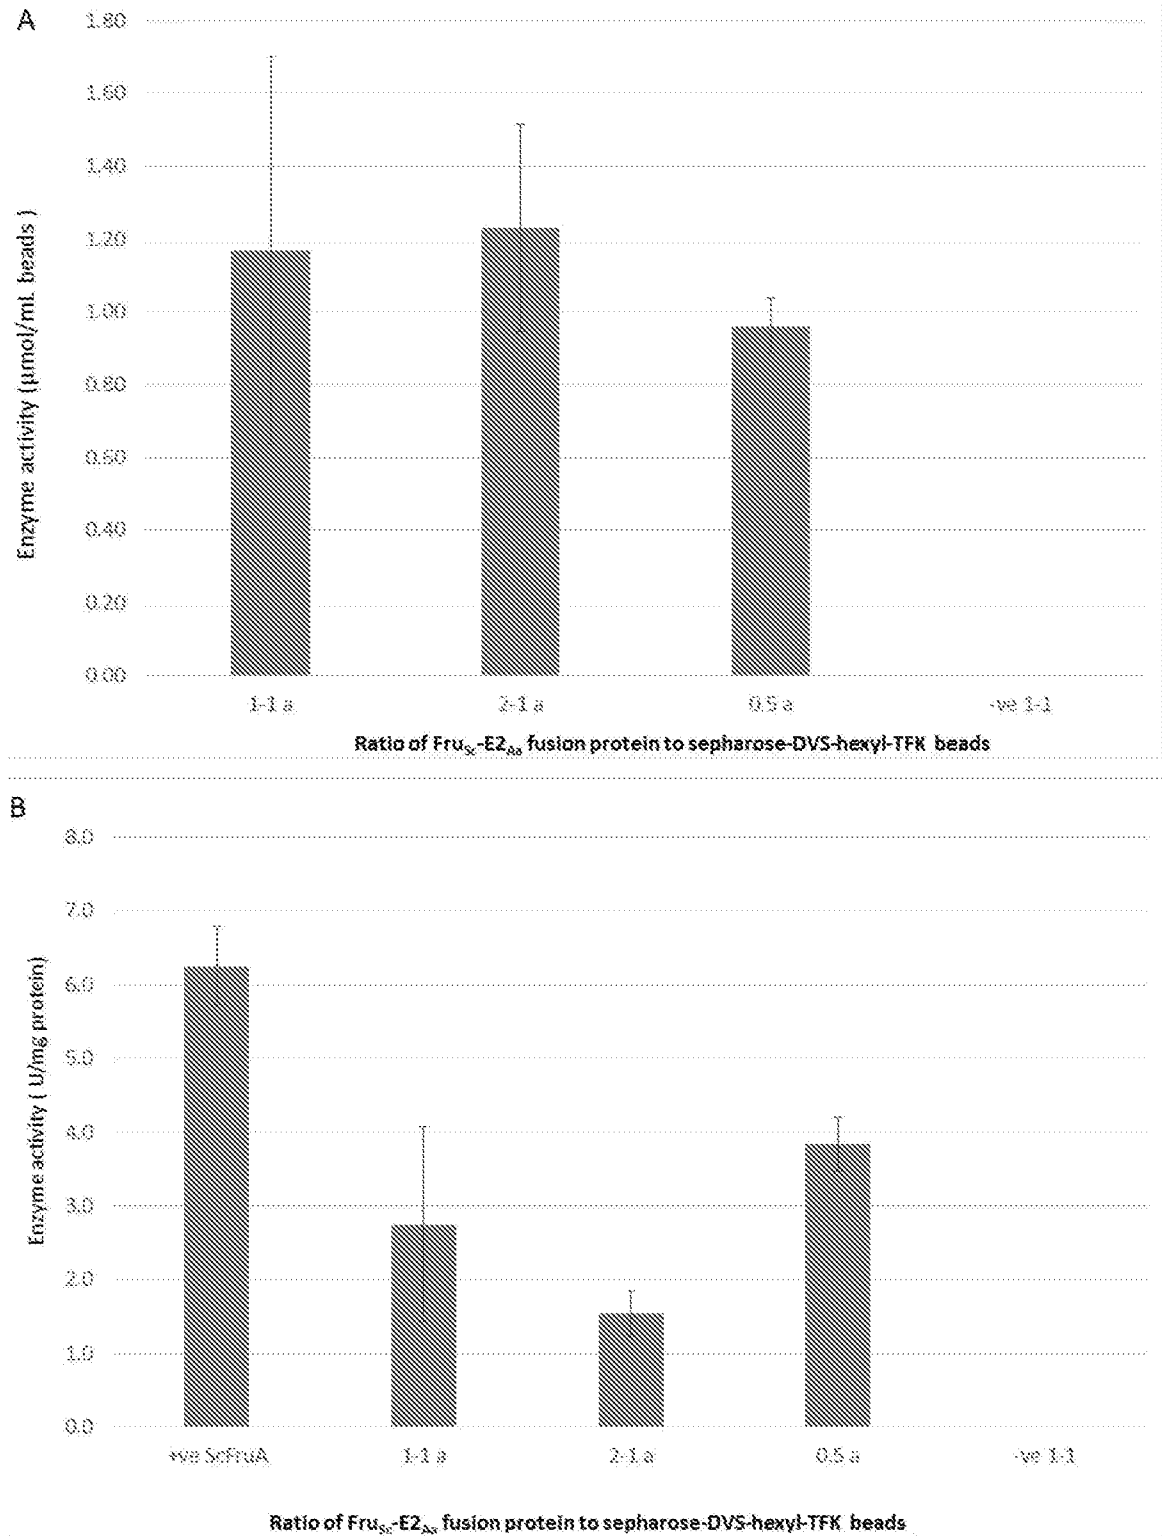 A
1.80
1.60
1.40
1.20
1.00
0.80
0.60
0.40
0.20
0.00
Enzyme activity (µmol/mL beads )
1-1 a 2-1 a 0.5 a -ve 1-1
Ratio of FruSc-E2Aa fusion protein to sepharose-DVS-hexyl-TFK beads
B
8.0
7.0
6.0
5.0
4.0
3.0
2.0
1.0
0.0
Enzyme activity ( U/mg protein)
+ve ScFruA 1-1 a 2-1 a 0.5 a -ve 1-1
Ratio of FruSc-E2Aa fusion protein to sepharose-DVS-hexyl-TFK beads